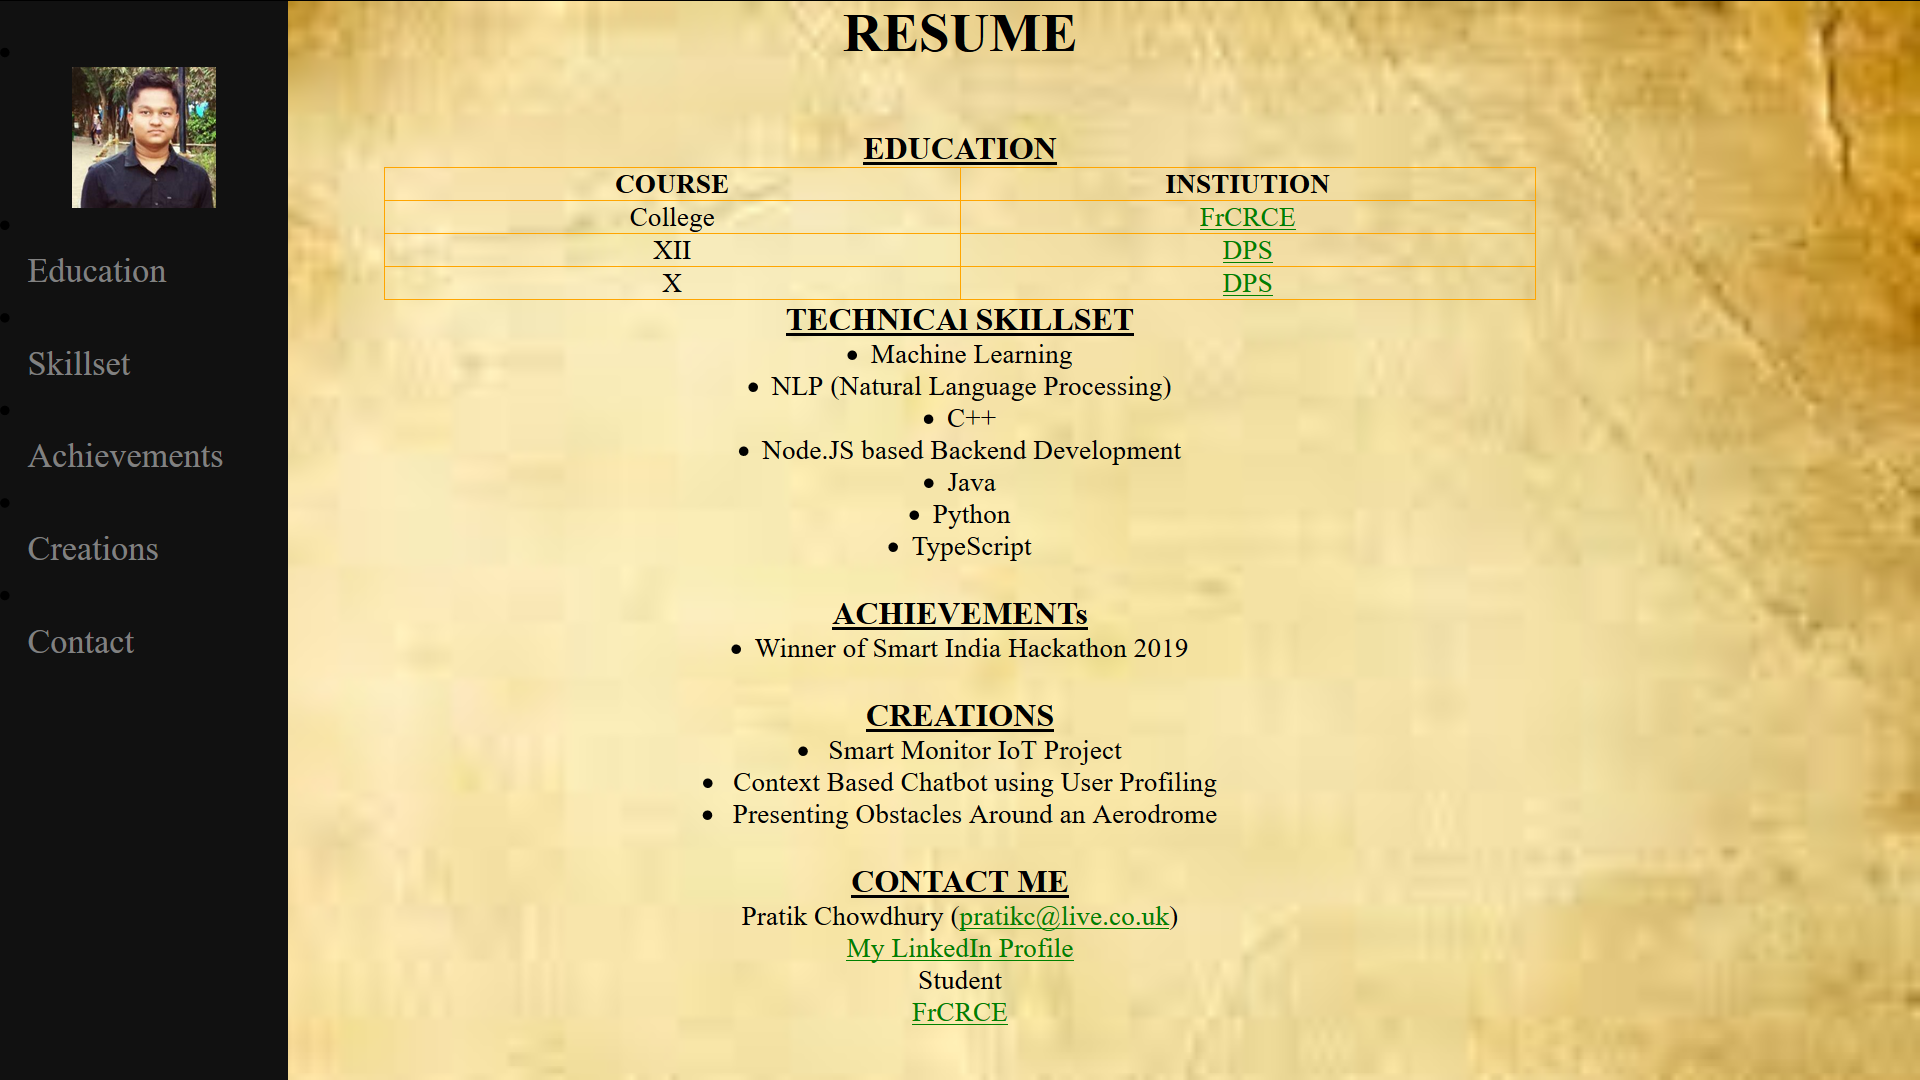 RESUME
Education
Skillset
Achievements
Creations
Contact
EDUCATION
COURSE INSTIUTION
College FrCRCE
XII DPS
X DPS
TECHNICAl SKILLSET
• Machine Learning
• NLP (Natural Language Processing)
• C++
• Node.JS based Backend Development
• Java
• Python
• TypeScript
ACHIEVEMENTs
• Winner of Smart India Hackathon 2019
CREATIONS
• Smart Monitor IoT Project
• Context Based Chatbot using User Profiling
• Presenting Obstacles Around an Aerodrome
CONTACT ME
Pratik Chowdhury (pratikc@live.co.uk)
My LinkedIn Profile
Student
FrCRCE